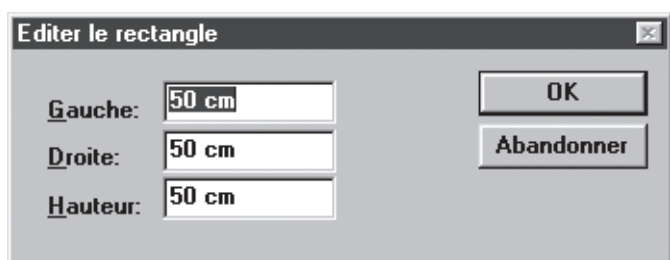 Editer le rectangle
Gauche: 50 cm
OK
Droite: 50 cm
Abandonner
Hauteur: 50 cm